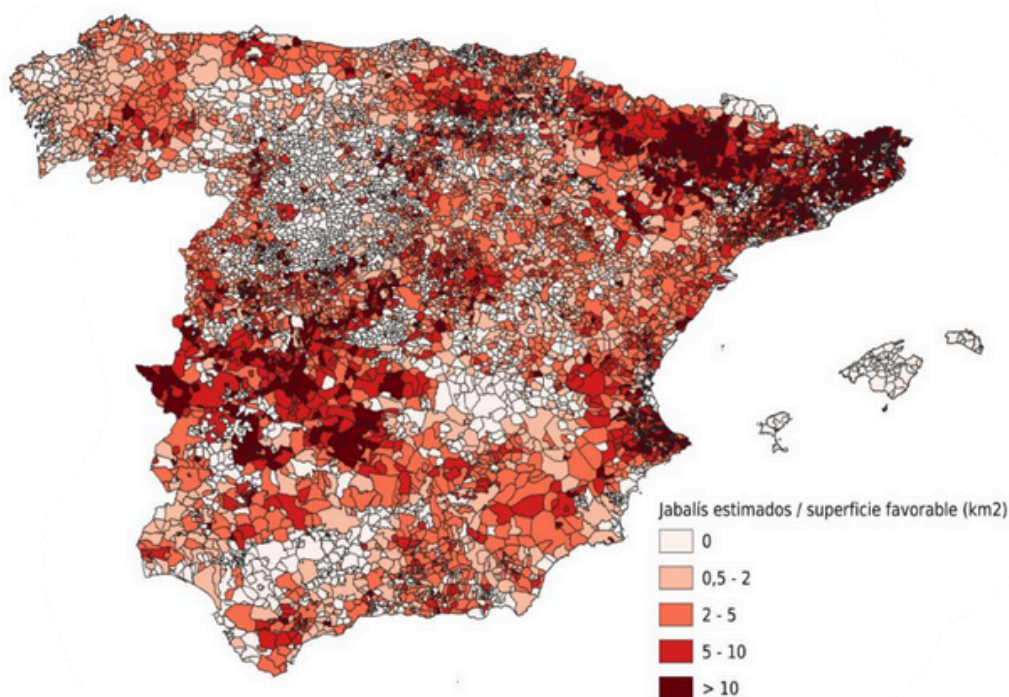 Jabalís estimados / superficie favorable (km2)
0
0,5 - 2
2 - 5
5 - 10
> 10